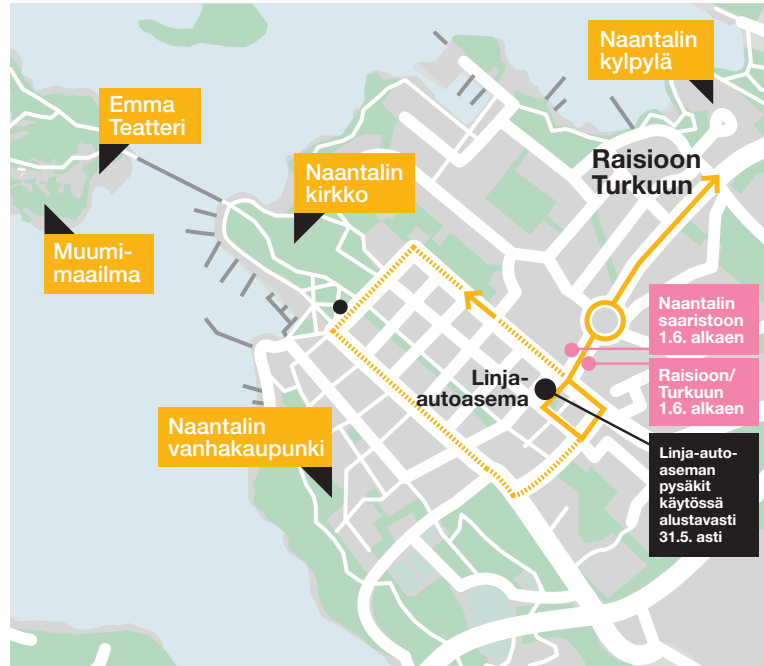 Naantalin
kylpylä
Emma
Teatteri
Raisioon
Turkuun
Naantalin
kirkko
Muumi-
maailma
Naantalin
saaristoon
1.6. alkaen
Raisioon/
Turkuun
1.6. alkaen
Linja-
autoasema
Naantalin
vanhakaupunki
Linja-auto-
aseman
pysäkit
käytössä
alustavasti
31.5. asti